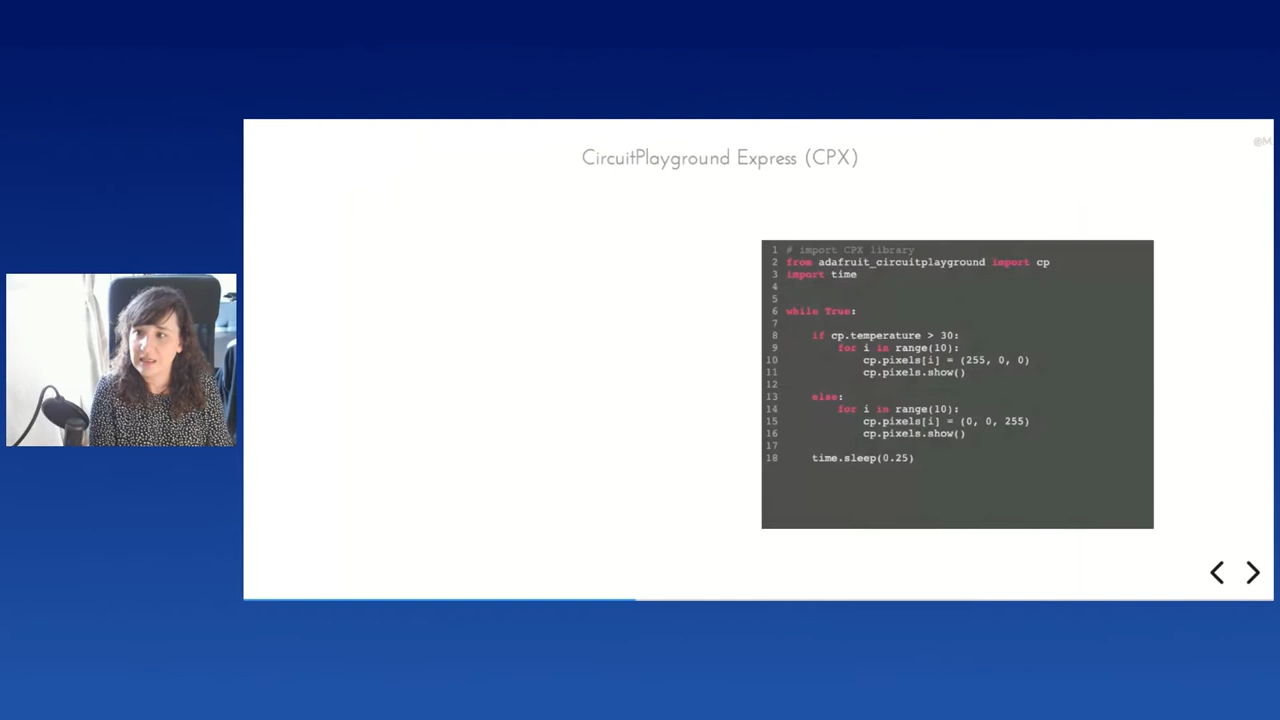 CircuitPlayground Express (CPX)
@M
1 # import CPX library
2 from adafruit_circuitplayground import cp
3 import time
4
5
6 while True:
7
8 if cp.temperature > 30:
9 for i in range(10):
10 cp.pixels[i] = (255, 0, 0)
11 cp.pixels.show()
12
13 else:
14 for i in range(10):
15 cp.pixels[i] = (0, 0, 255)
16 cp.pixels.show()
17
18 time.sleep(0.25)